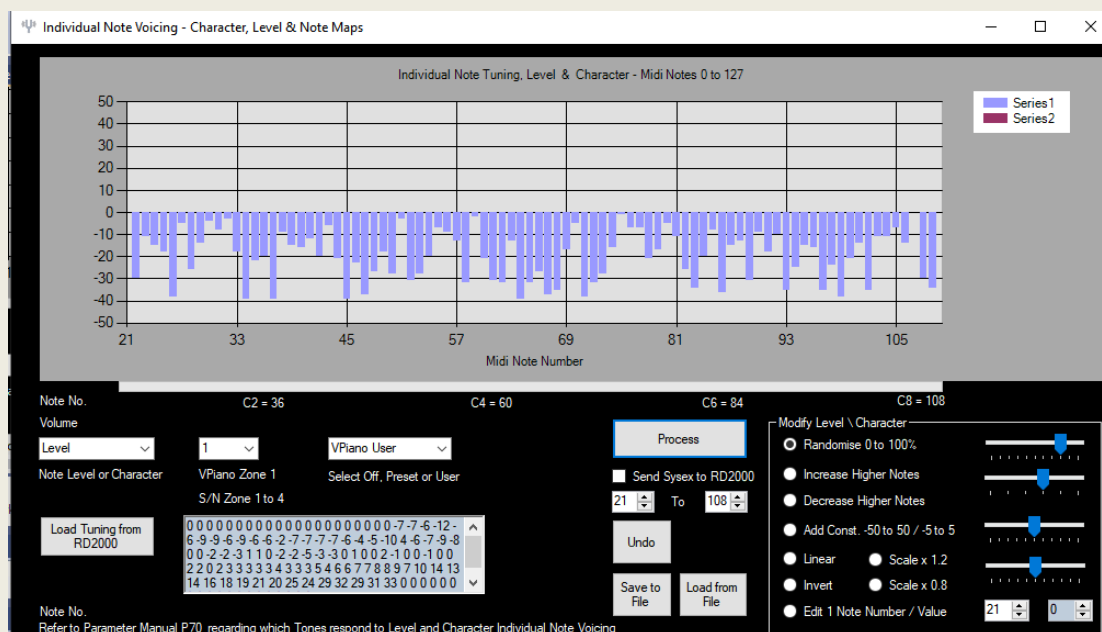 Individual Note Voicing - Character, Level & Note Maps
Individual Note Tuning, Level & Character - Midi Notes 0 to 127
50
40
30
20
10
0
-10
-20
-30
-40
-50
21 33 45 57 69 81 93 105
Midi Note Number
Series1
Series2
Note No. C2 = 36 C4 = 60 C6 = 84 C8 = 108
Volume
Level 1 VPiano User
Note Level or Character VPiano Zone 1 Select Off, Preset or User
S/N Zone 1 to 4
Load Tuning from
RD2000
0 0 0 0 0 0 0 0 0 0 0 0 0 0 0 0 0 0 0 0 0 -7 -7 -6 -12 -
6 -9 -9 -6 -9 -6 -6 -2 -7 -7 -9 -6 -4 -5 -10 4 -6 -7 -9 -8
0 0 -2 -2 -3 1 1 0 -2 -2 -5 -3 -3 0 1 0 0 2 -1 0 0 -1 0 0
2 2 0 2 3 3 3 3 4 3 4 3 4 5 6 6 7 7 8 8 9 7 10 14 13
14 16 18 19 21 20 25 24 29 32 29 31 33 0 0 0 0 0 0
Process
Send Sysex to RD2000
21 To 108
Undo
Save to
File
Load from
File
Modify Level \ Character
Randomise 0 to 100%
Increase Higher Notes
Decrease Higher Notes
Add Const. -50 to 50 / -5 to 5
Linear Scale x 1.2
Invert Scale x 0.8
Edit 1 Note Number / Value 21 0
Note No.
Refer to Parameter Manual P70 regarding which Tones respond to Level and Character Individual Note Voicing